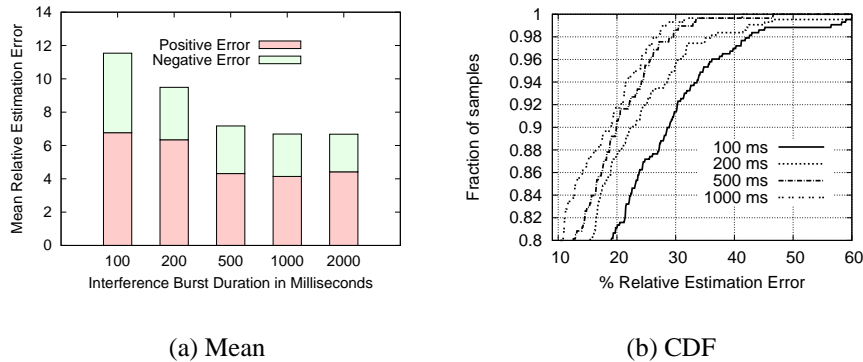 14
12
10
8
6
4
2
0
Mean Relative Estimation Error
Positive Error
Negative Error
100 200 500 1000 2000
Interference Burst Duration in Milliseconds
(a) Mean
1
0.98
0.96
0.94
0.92
0.9
0.88
0.86
0.84
0.82
0.8
Fraction of samples
100 ms
200 ms
500 ms
1000 ms
10 20 30 40 50 60
% Relative Estimation Error
(b) CDF